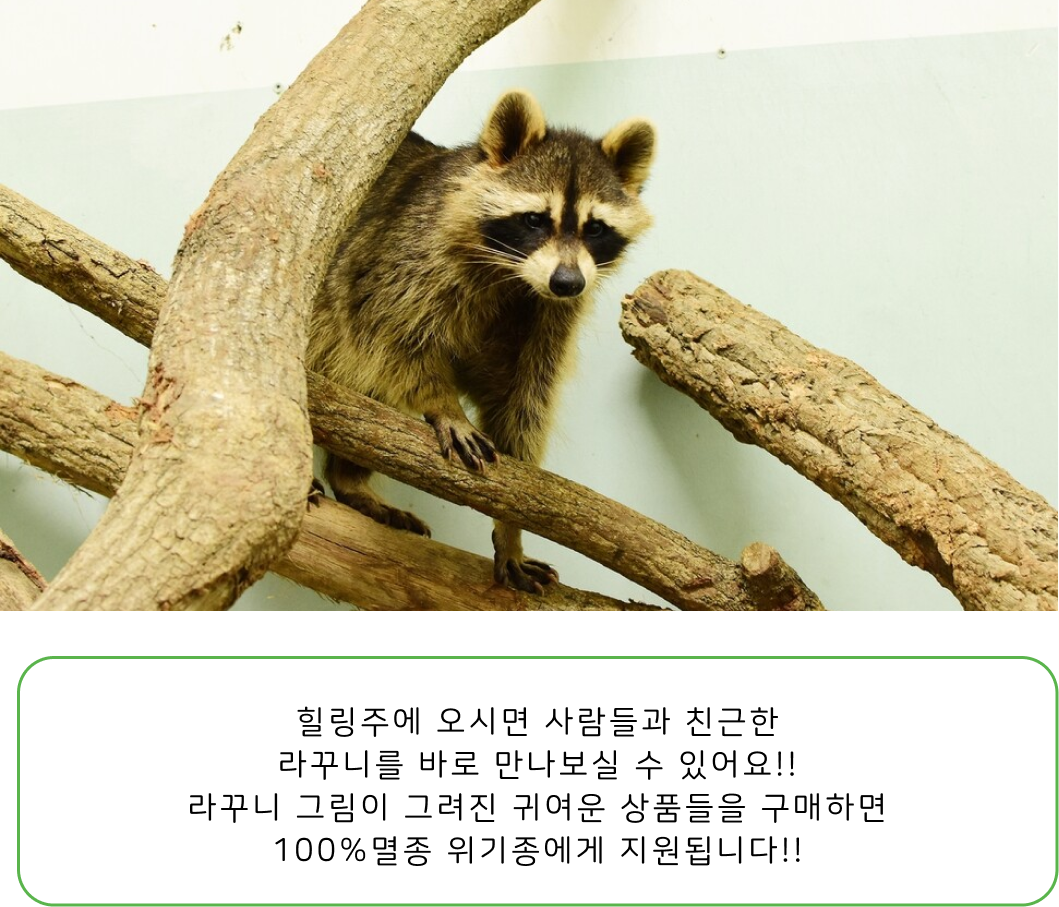 힐링주에 오시면 사람들과 친근한
라꾸니를 바로 만나보실 수 있어요!!
라꾸니 그림이 그려진 귀여운 상품들을 구매하면
100%멸종 위기종에게 지원됩니다!!